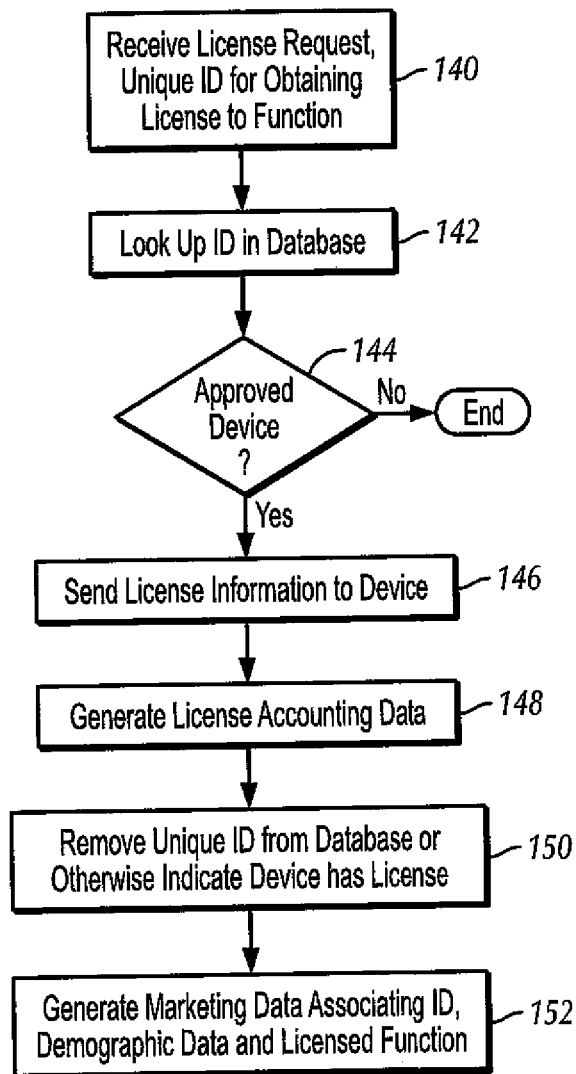 Receive License Request,
Unique ID for Obtaining
License to Function
140
Look Up ID in Database
142
144
Approved
Device
?
No
End
Yes
Send License Information to Device
146
Generate License Accounting Data
148
Remove Unique ID from Database or
Otherwise Indicate Device has License
150
Generate Marketing Data Associating ID,
Demographic Data and Licensed Function
152